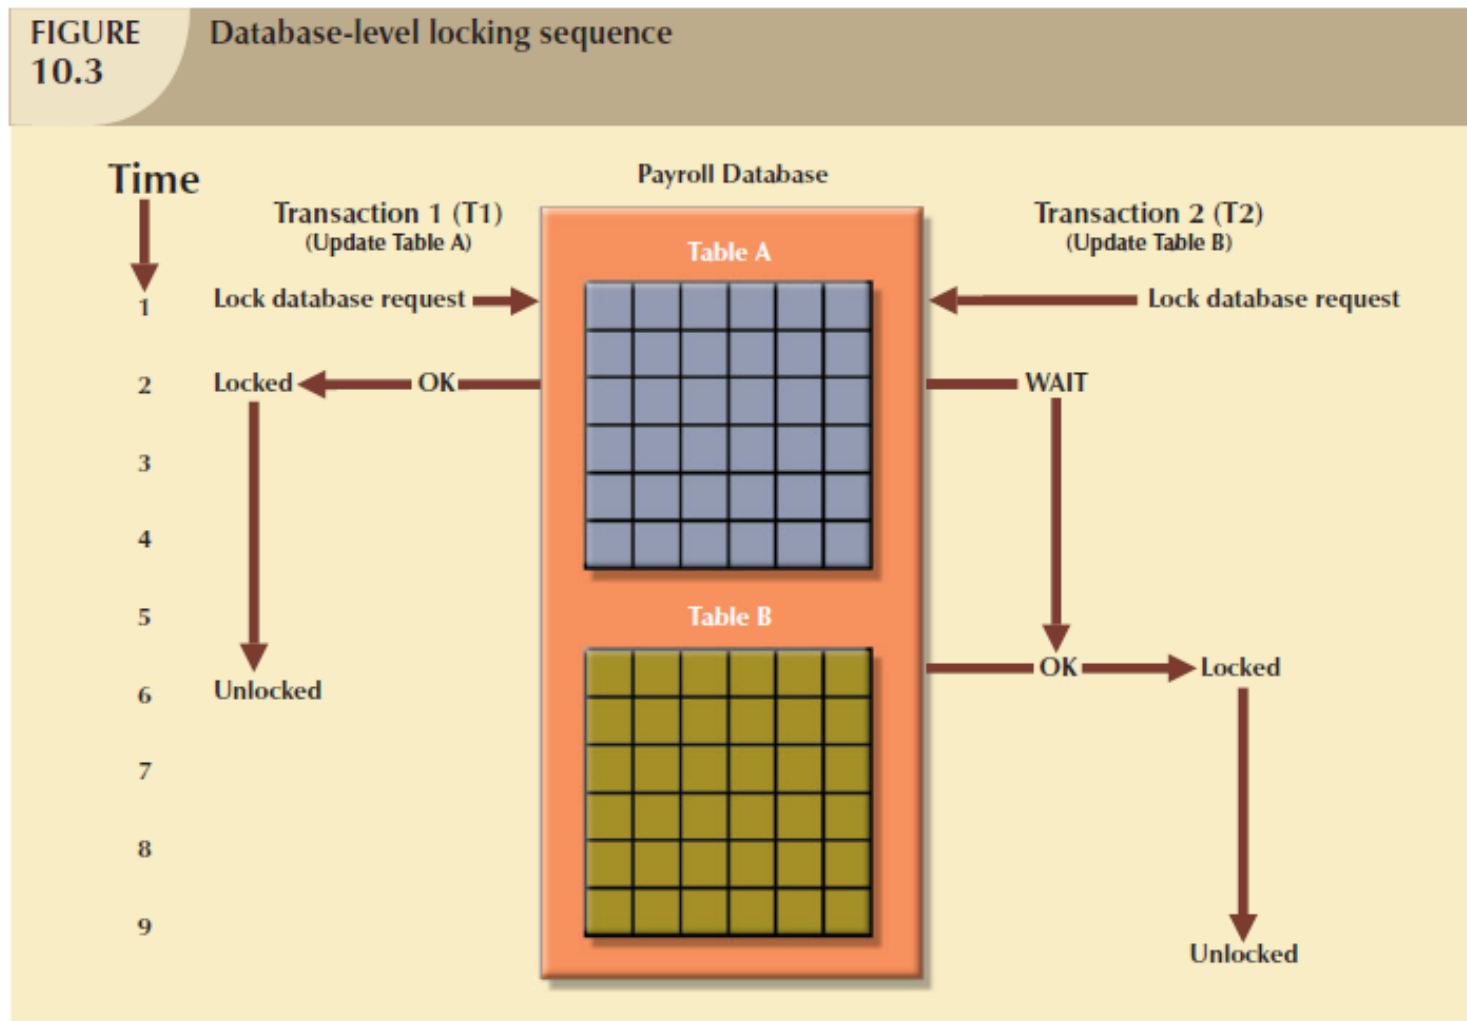 FIGURE
10.3
Database-level locking sequence
Time
Payroll Database
Transaction 1 (T1)
(Update Table A)
Transaction 2 (T2)
(Update Table B)
Table A
1
Lock database request
Lock database request
2
Locked
OK
WAIT
3
4
5
Table B
6
Unlocked
OK
Locked
7
8
9
Unlocked